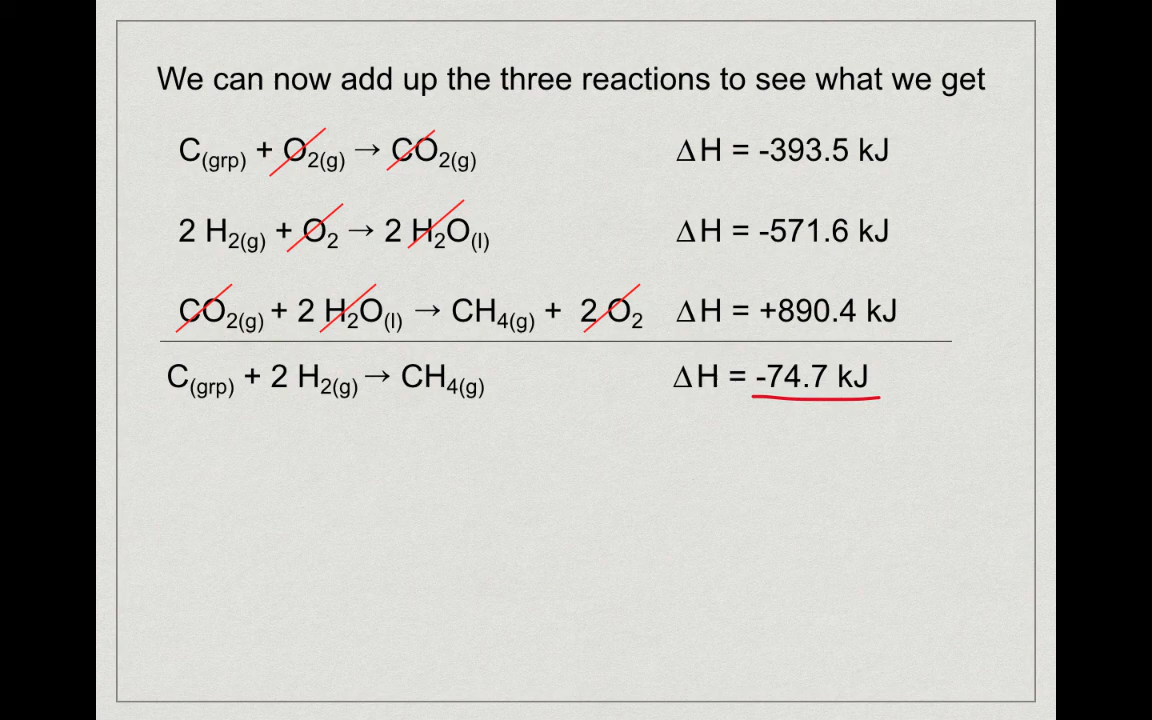 We can now add up the three reactions to see what we get
C(grp) + O2(g) → CO2(g) ΔH = -393.5 kJ
2 H2(g) + O2 → 2 H2O(l) ΔH = -571.6 kJ
CO2(g) + 2 H2O(l) → CH4(g) + 2 O2 ΔH = +890.4 kJ
C(grp) + 2 H2(g) → CH4(g) ΔH = -74.7 kJ